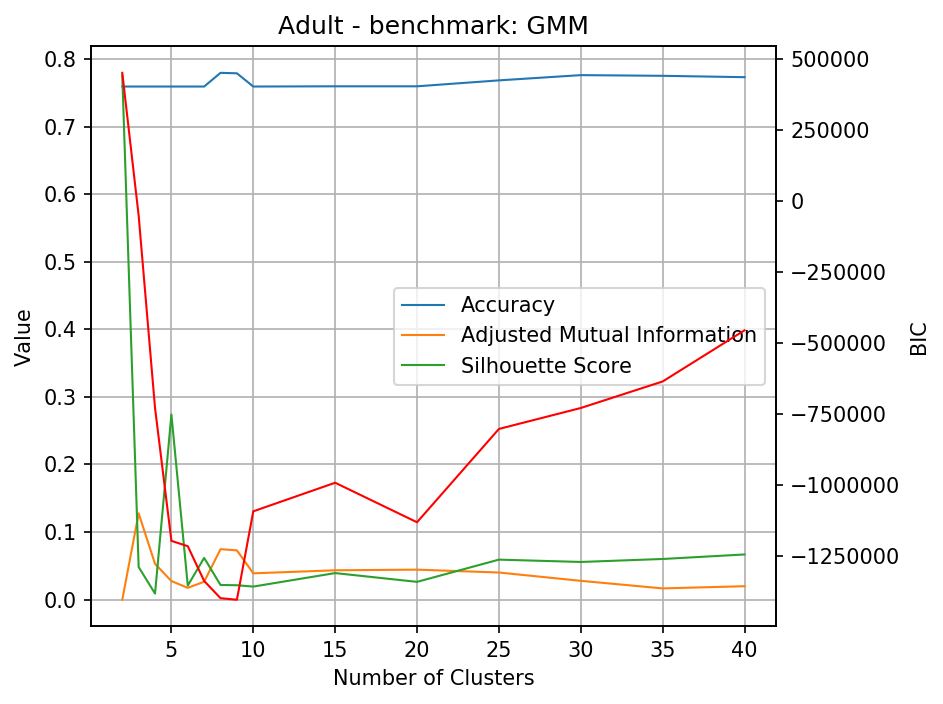 Adult - benchmark: GMM
0.8
0.7
0.6
0.5
0.4
0.3
0.2
0.1
0.0
Value
500000
250000
0
−250000
−500000
−750000
−1000000
−1250000
BIC
Accuracy
Adjusted Mutual Information
Silhouette Score
5 10 15 20 25 30 35 40
Number of Clusters